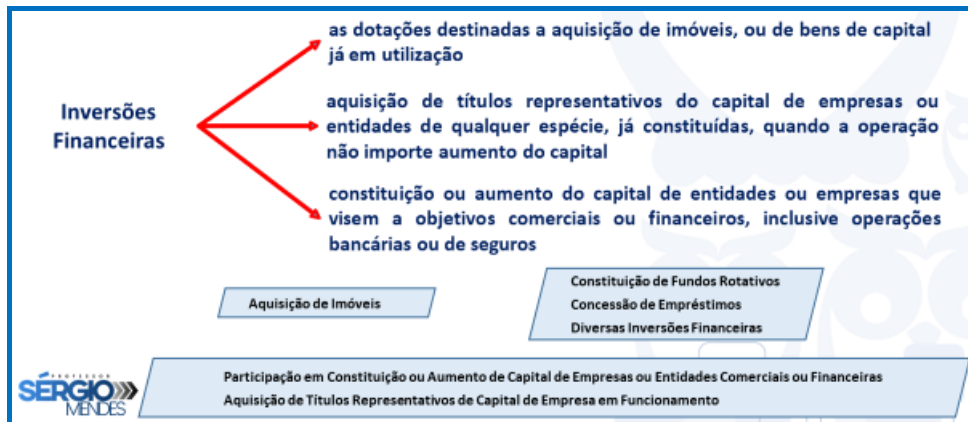 as dotações destinadas a aquisição de imóveis, ou de bens de capital
já em utilização
Inversões
Financeiras
aquisição de títulos representativos do capital de empresas ou
entidades de qualquer espécie, já constituídas, quando a operação
não importe aumento do capital
constituição ou aumento do capital de entidades ou empresas que
visem a objetivos comerciais ou financeiros, inclusive operações
bancárias ou de seguros
Aquisição de Imóveis
Constituição de Fundos Rotativos
Concessão de Empréstimos
Diversas Inversões Financeiras
PROFESSOR
SÉRGIO
MENDES
Participação em Constituição ou Aumento de Capital de Empresas ou Entidades Comerciais ou Financeiras
Aquisição de Títulos Representativos de Capital de Empresa em Funcionamento